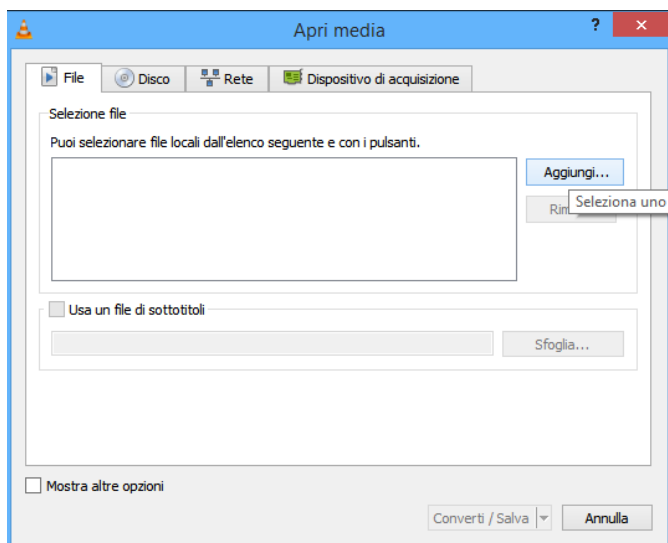 Apri media
?
File
Disco
Rete
Dispositivo di acquisizione
Selezione file
Puoi selezionare file locali dall'elenco seguente e con i pulsanti.
Aggiungi...
Seleziona uno
Usa un file di sottotitoli
Sfoglia...
Mostra altre opzioni
Converti / Salva
Annulla